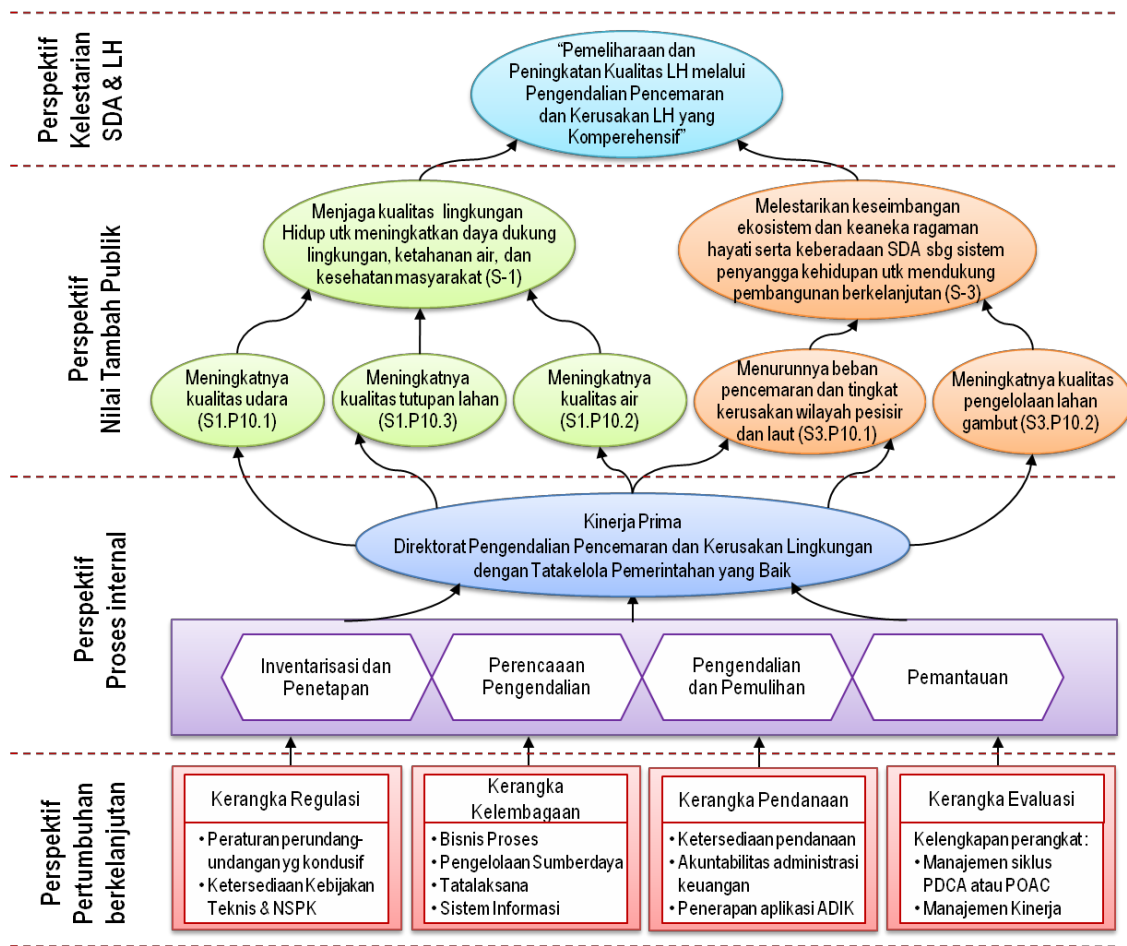 Perspektif
Kelestarian
SDA & LH
“Pemeliharaan dan
Peningkatan Kualitas LH melalui
Pengendalian Pencemaran
dan Kerusakan LH yang
Komperehensif”
Perspektif
Nilai Tambah Publik
Menjaga kualitas lingkungan
Hidup utk meningkatkan daya dukung
lingkungan, ketahanan air, dan
kesehatan masyarakat (S-1)
Melestarikan keseimbangan
ekosistem dan keaneka ragaman
hayati serta keberadaan SDA sbg sistem
penyangga kehidupan utk mendukung
pembangunan berkelanjutan (S-3)
Meningkatnya
kualitas udara
(S1.P10.1)
Meningkatnya
kualitas tutupan lahan
(S1.P10.3)
Meningkatnya
kualitas air
(S1.P10.2)
Menurunnya beban
pencemaran dan tingkat
kerusakan wilayah pesisir
dan laut (S3.P10.1)
Meningkatnya kualitas
pengelolaan lahan
gambut (S3.P10.2)
Perspektif
Proses internal
Kinerja Prima
Direktorat Pengendalian Pencemaran dan Kerusakan Lingkungan
dengan Tatakelola Pemerintahan yang Baik
Inventarisasi dan
Penetapan
Perencaaan
Pengendalian
Pengendalian
dan Pemulihan
Pemantauan
Perspektif
Pertumbuhan
berkelanjutan
Kerangka Regulasi
• Peraturan perundang-
undangan yg kondusif
• Ketersediaan Kebijakan
Teknis & NSPK
Kerangka
Kelembagaan
• Bisnis Proses
• Pengelolaan Sumberdaya
• Tatalaksana
• Sistem Informasi
Kerangka Pendanaan
• Ketersediaan pendanaan
• Akuntabilitas administrasi
keuangan
• Penerapan aplikasi ADIK
Kerangka Evaluasi
Kelengkapan perangkat :
• Manajemen siklus
PDCA atau POAC
• Manajemen Kinerja